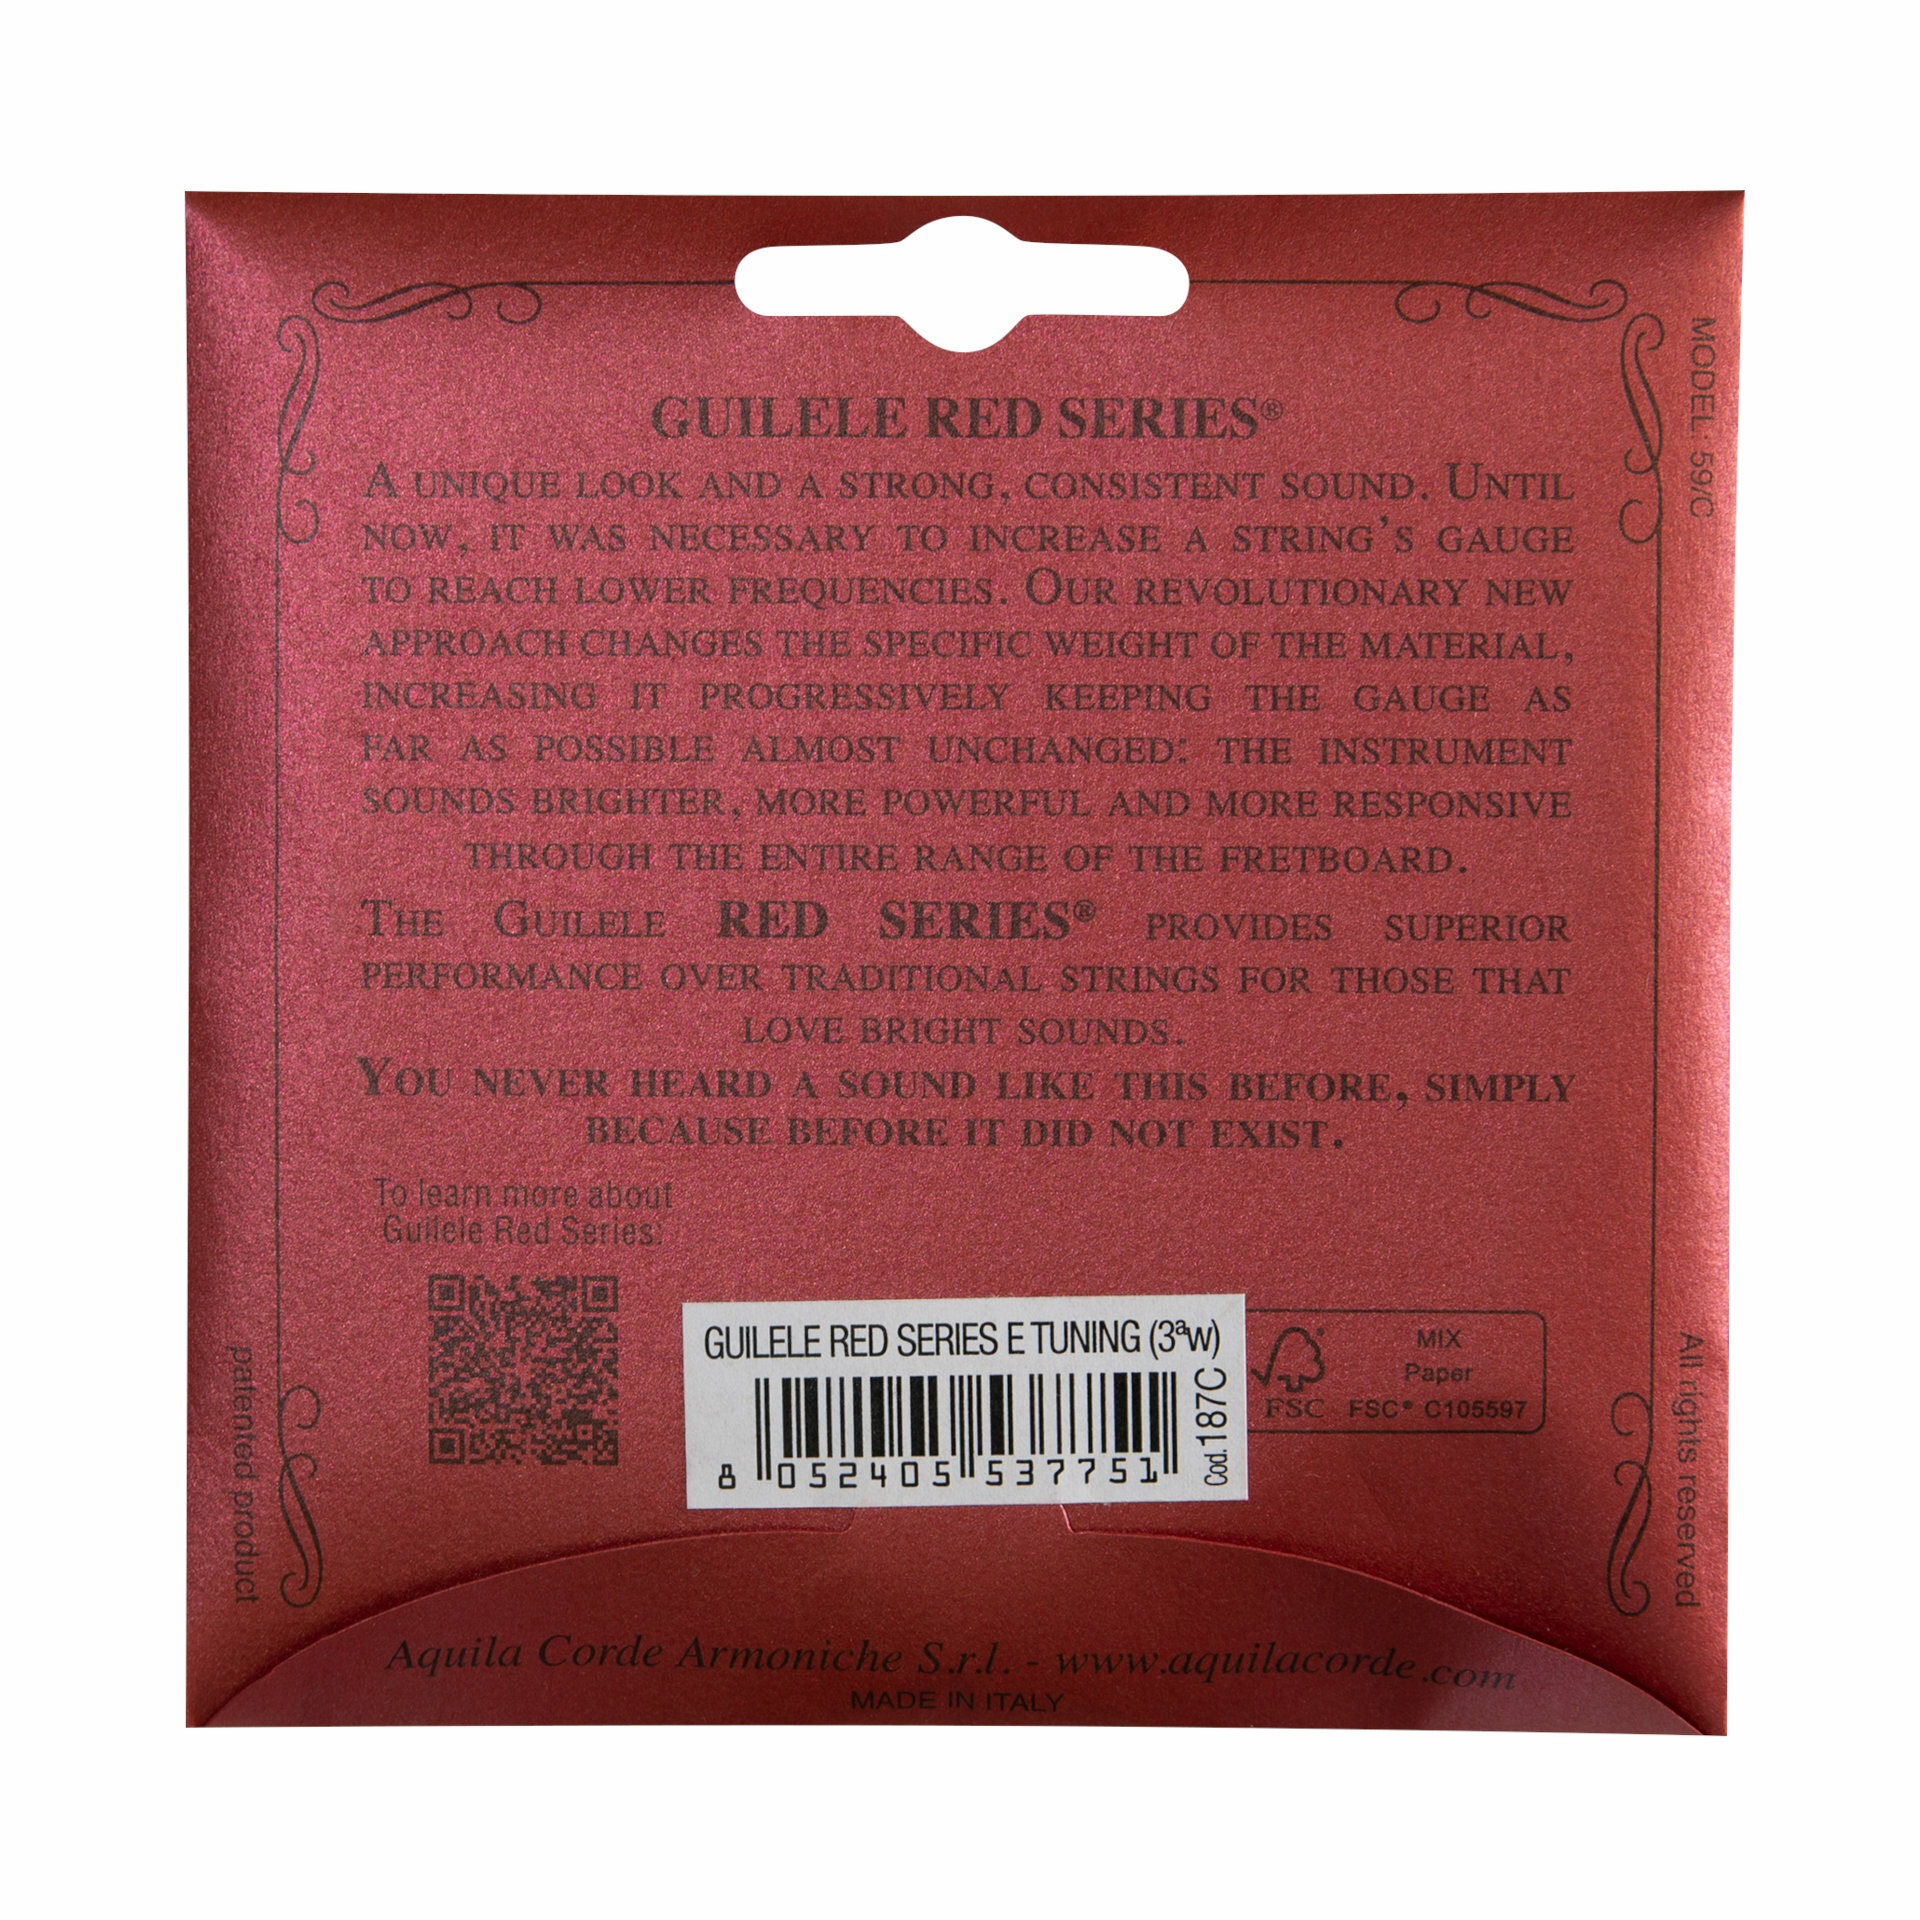 GUILELE RED SERIES®
A UNIQUE LOOK AND A STRONG, CONSISTENT SOUND. UNTIL
NOW, IT WAS NECESSARY TO INCREASE A STRING'S GAUGE
TO REACH LOWER FREQUENCIES. OUR REVOLUTIONARY NEW
APPROACH CHANGES THE SPECIFIC WEIGHT OF THE MATERIAL,
INCREASING IT PROGRESSIVELY KEEPING THE GAUGE AS
FAR AS POSSIBLE ALMOST UNCHANGED: THE INSTRUMENT
SOUNDS BRIGHTER, MORE POWERFUL AND MORE RESPONSIVE
THROUGH THE ENTIRE RANGE OF THE FRETBOARD.
THE GUILELE RED SERIES® PROVIDES SUPERIOR
PERFORMANCE OVER TRADITIONAL STRINGS FOR THOSE THAT
LOVE BRIGHT SOUNDS.
YOU NEVER HEARD A SOUND LIKE THIS BEFORE, SIMPLY
BECAUSE BEFORE IT DID NOT EXIST.
MODEL: 59/C
To learn more about
Guilele Red Series:
GUILELE RED SERIES E TUNING (3ªw)
8 052405 537751
Cod.187C
MIX
Paper
FSC FSC® C105597
patented product
All rights reserved
Aquila Corde Armoniche S.r.l. - www.aquilacorde.com
MADE IN ITALY